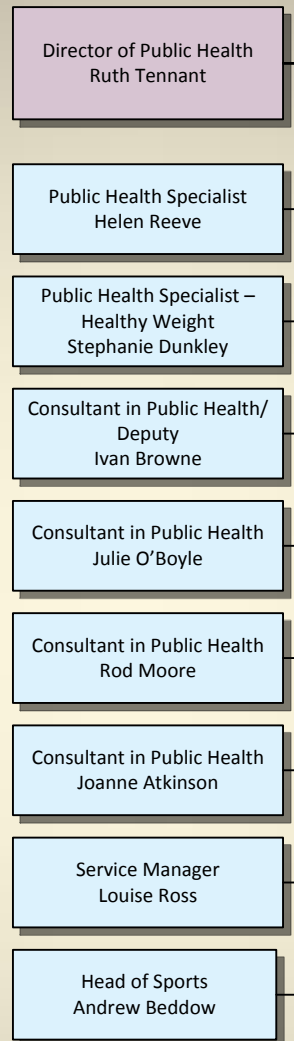 Director of Public Health
Ruth Tennant
Public Health Specialist
Helen Reeve
Public Health Specialist –
Healthy Weight
Stephanie Dunkley
Consultant in Public Health/
Deputy
Ivan Browne
Consultant in Public Health
Julie O’Boyle
Consultant in Public Health
Rod Moore
Consultant in Public Health
Joanne Atkinson
Service Manager
Louise Ross
Head of Sports
Andrew Beddow